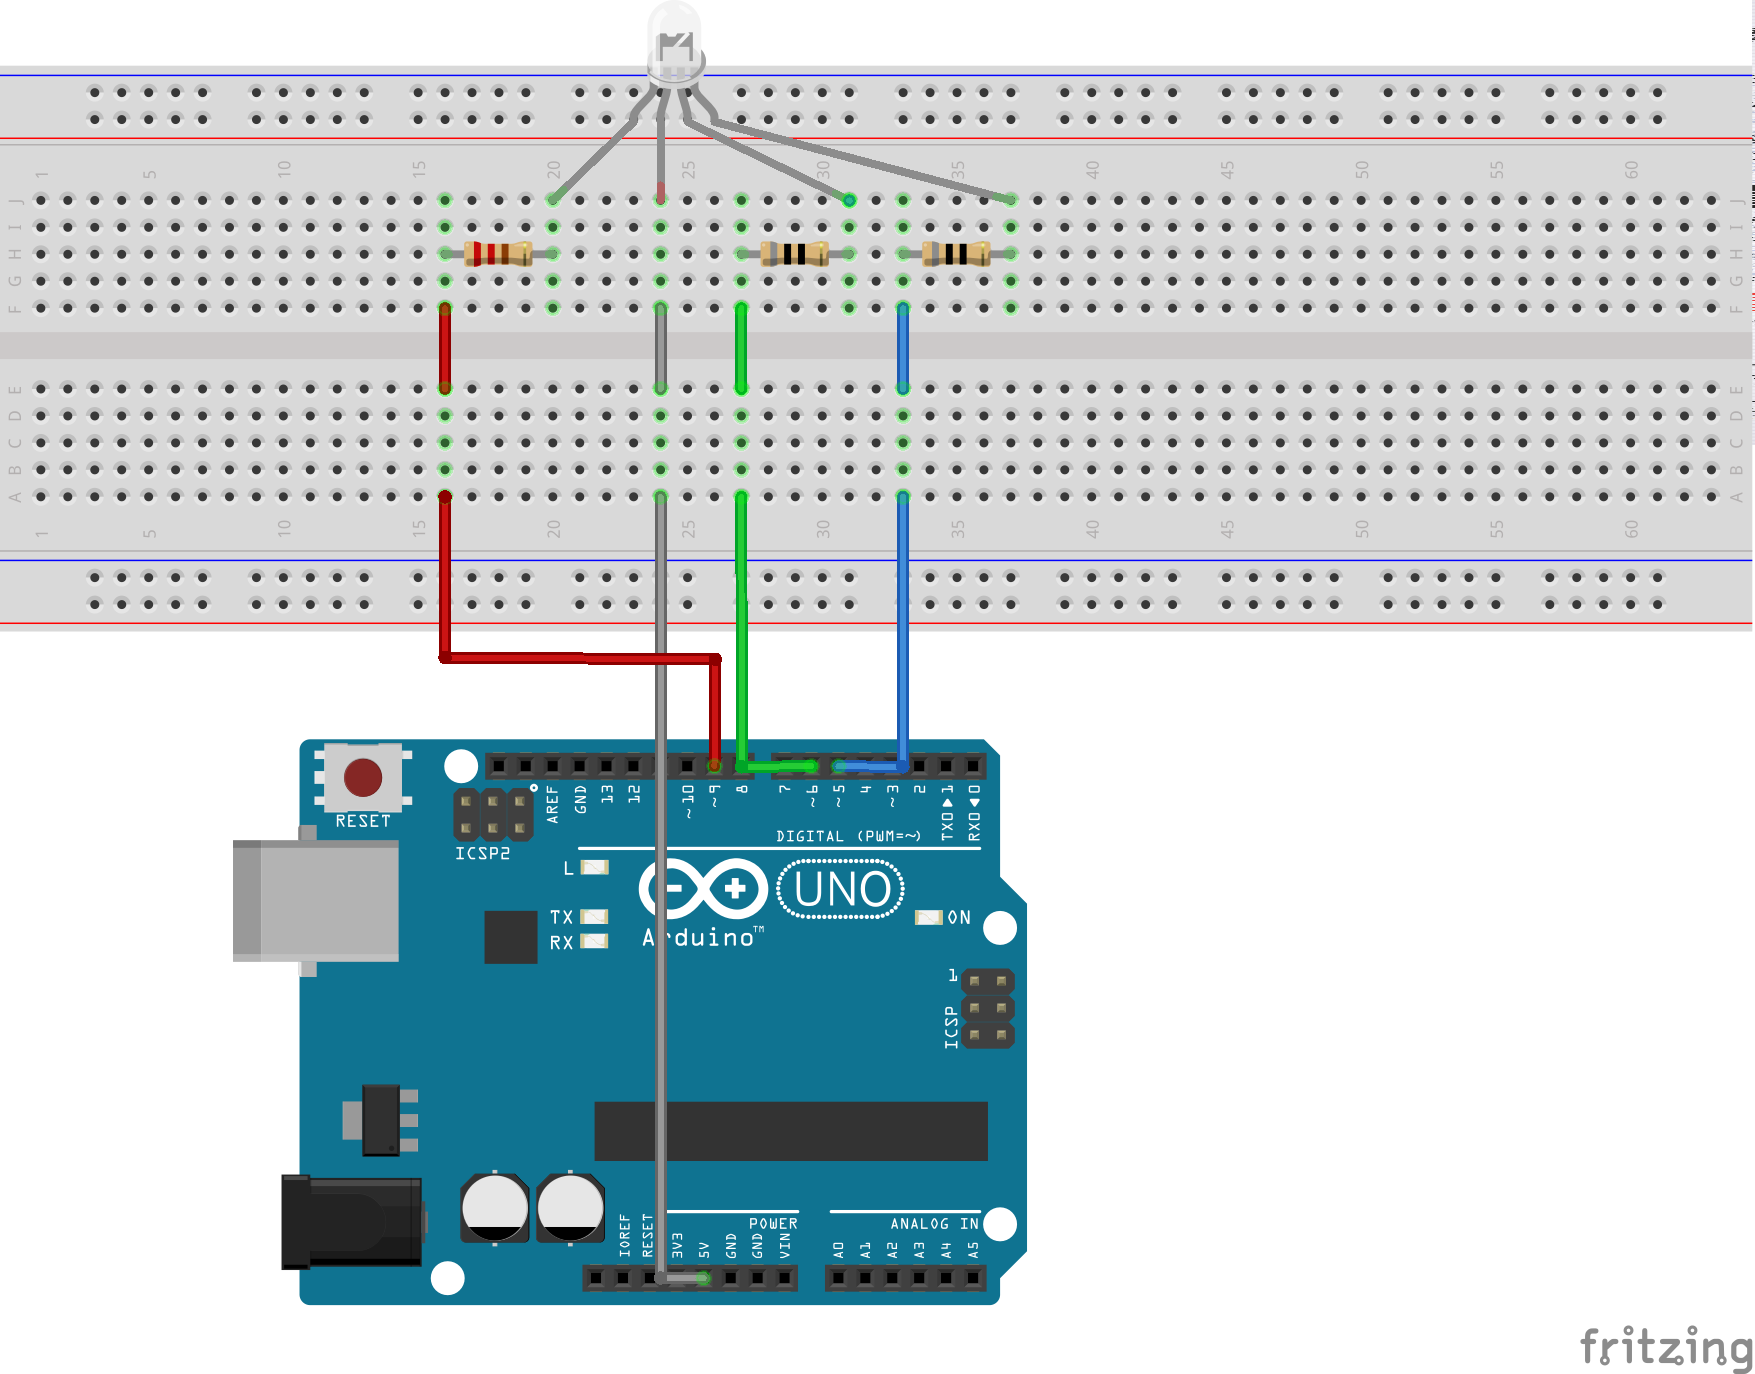 1 5 10 15 20 25 30 35 40 45 50 55 60
J J
I I
H H
G G
F F
E E
D D
C C
B B
A A
1 5 10 15 20 25 30 35 40 45 50 55 60
RESET
AREF GND 13 12 ~10 ~9 8 7 ~6 ~5 4 ~3 2 TX0▶1 RX0◀0
ICSP2
DIGITAL (PWM=~)
L
UNO
TX
RX
ON
Arduino™
1
ICSP
POWER
ANALOG IN
IOREF RESET 3V3 5V GND GND VIN A0 A1 A2 A3 A4 A5
fritzing